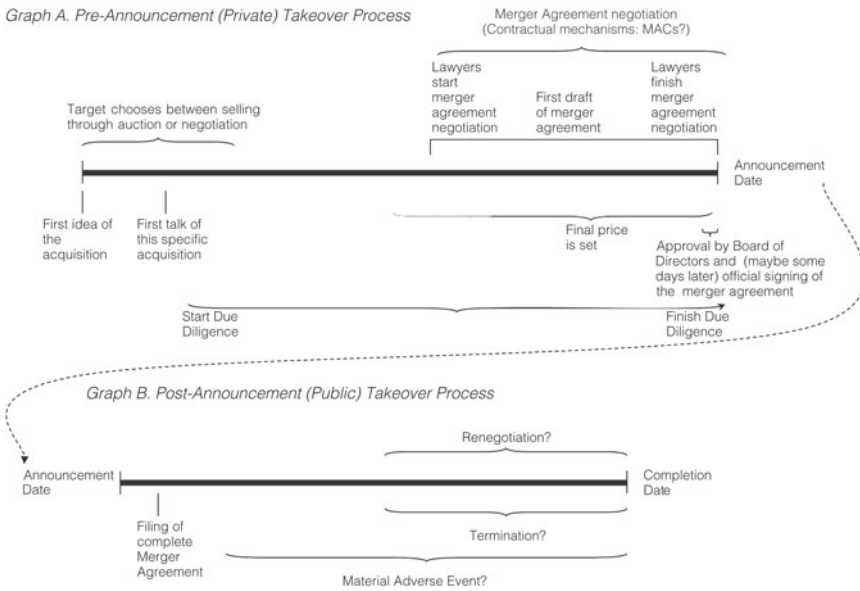 Graph A. Pre-Announcement (Private) Takeover Process
Merger Agreement negotiation
(Contractual mechanisms: MACs?)
Target chooses between selling
through auction or negotiation
Lawyers
start
merger
agreement
negotiation
First draft
of merger
agreement
Lawyers
finish
merger
agreement
negotiation
Announcement
Date
First idea of
the
acquisition
First talk of
this specific
acquisition
Final price
is set
Approval by Board of
Directors and (maybe some
days later) official signing of
the merger agreement
Start Due
Diligence
Finish Due
Diligence
Graph B. Post-Announcement (Public) Takeover Process
Renegotiation?
Announcement
Date
Completion
Date
Filing of
complete
Merger
Agreement
Termination?
Material Adverse Event?